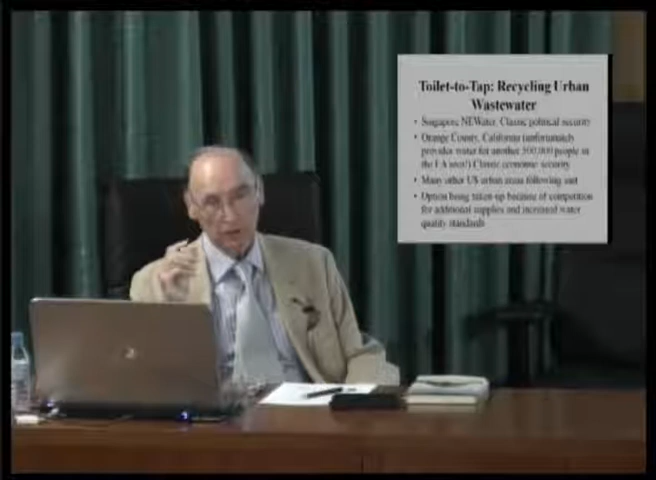 Toilet-to-Tap: Recycling Urban
Wastewater
• Singapore NEWater. Classic political security
• Orange County, California (unfortunately
provides water for another 500,000 people in
the LA area!) Classic economic security
• Many other US urban areas following suit
• Option being taken-up because of competition
for additional supplies and increased water
quality standards